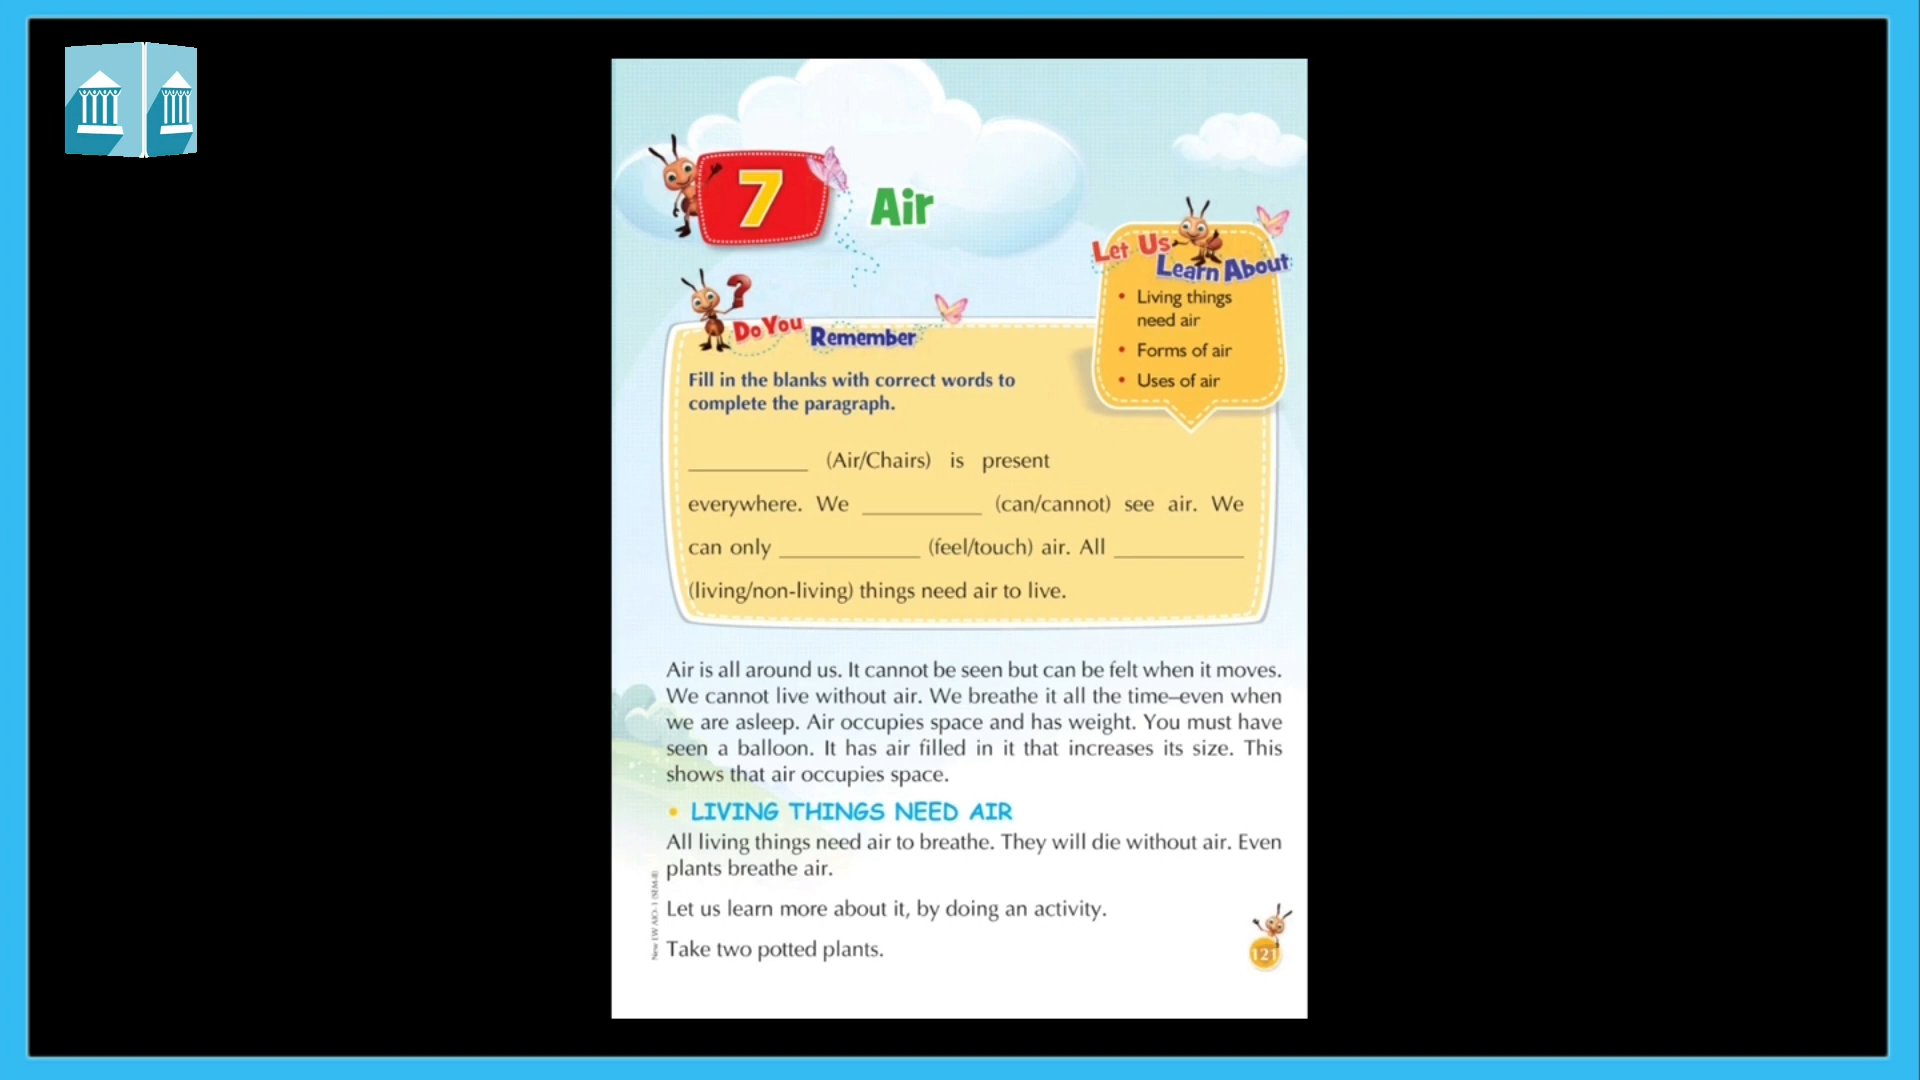 7
Air
Let Us
Learn About
• Living things
need air
• Forms of air
• Uses of air
?
Do You Remember
Fill in the blanks with correct words to
complete the paragraph.
__________ (Air/Chairs) is present
everywhere. We __________ (can/cannot) see air. We
can only ____________ (feel/touch) air. All ___________
(living/non-living) things need air to live.
Air is all around us. It cannot be seen but can be felt when it moves.
We cannot live without air. We breathe it all the time–even when
we are asleep. Air occupies space and has weight. You must have
seen a balloon. It has air filled in it that increases its size. This
shows that air occupies space.
• LIVING THINGS NEED AIR
All living things need air to breathe. They will die without air. Even
plants breathe air.
Let us learn more about it, by doing an activity.
Take two potted plants.
121